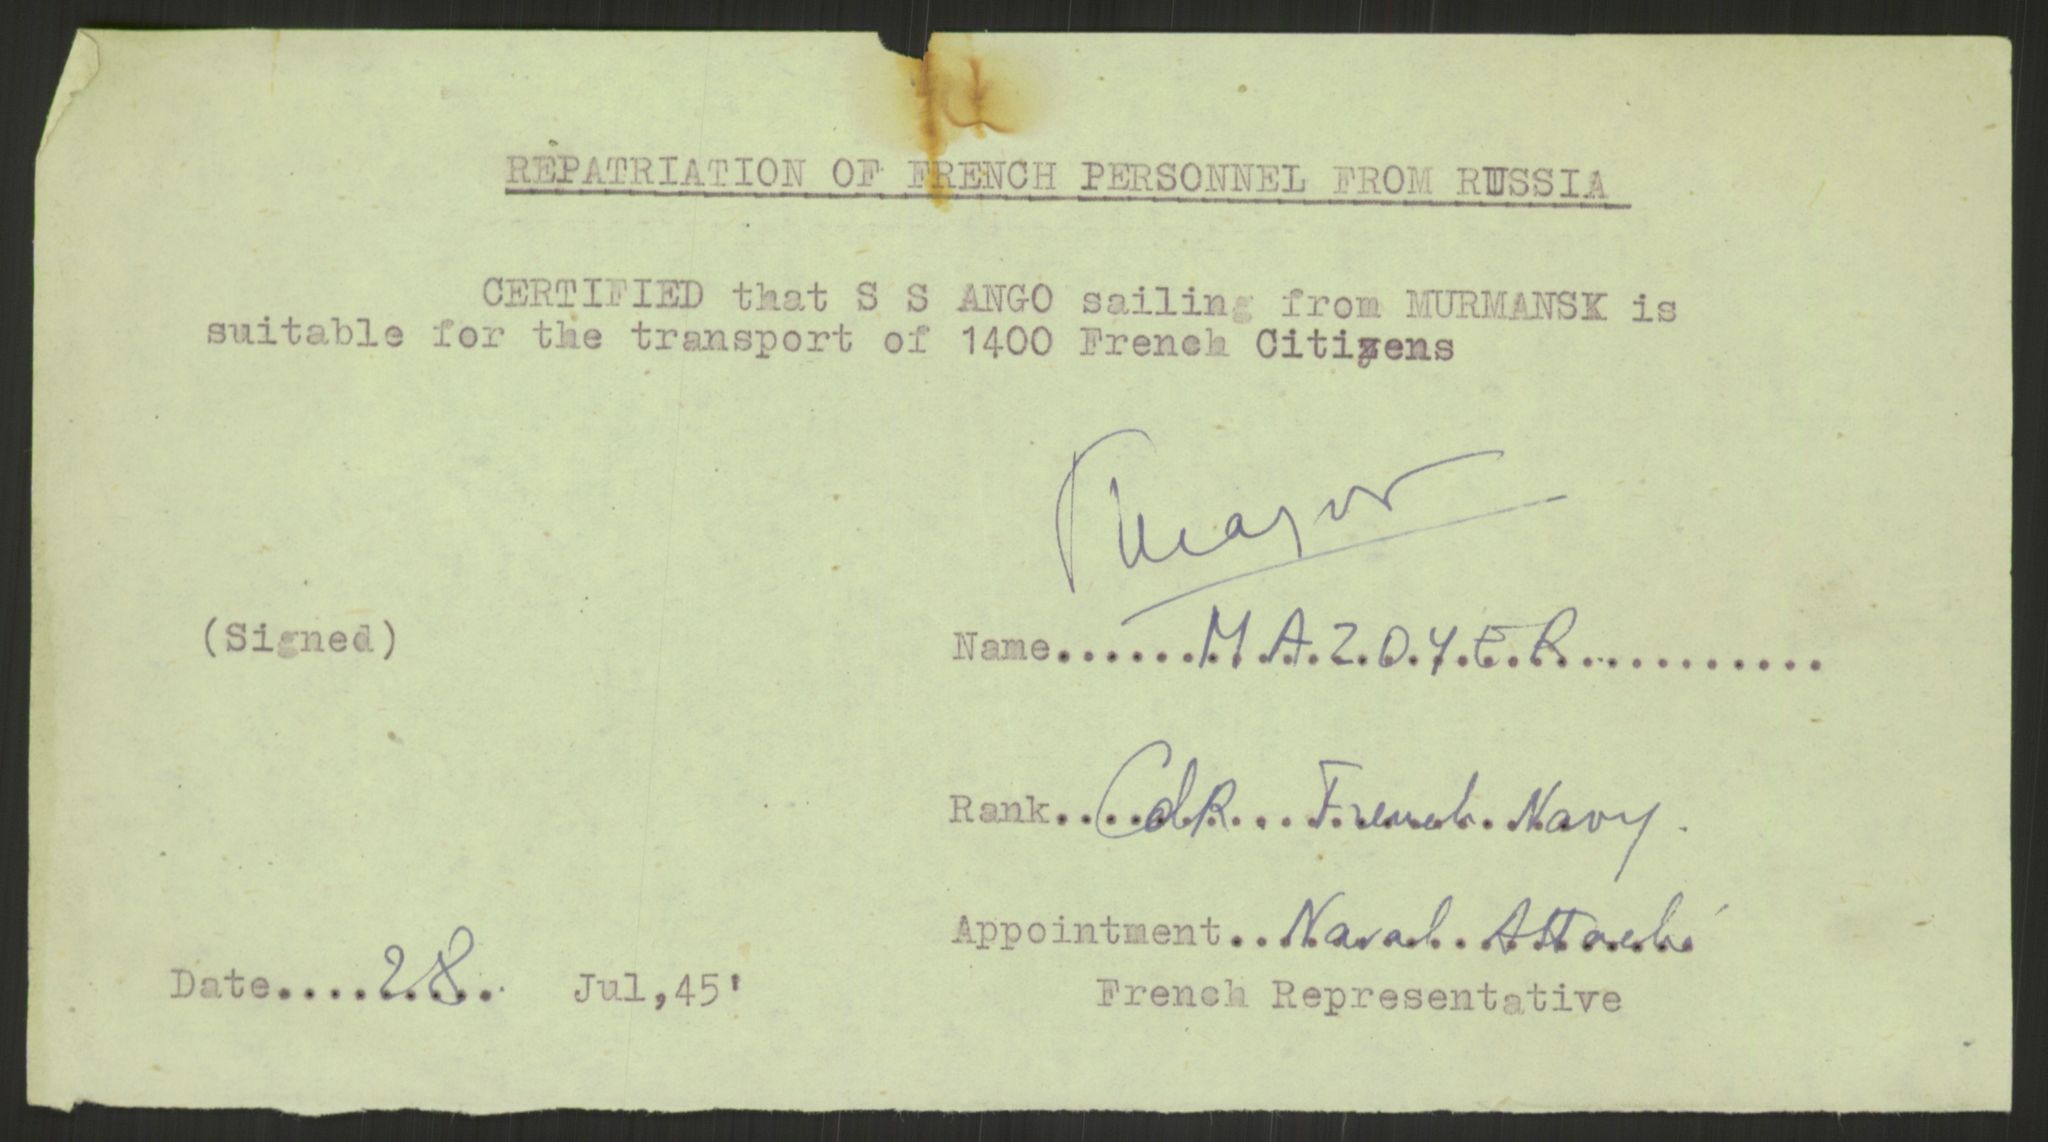 REPATRIATION OF FRENCH PERSONNEL FROM RUSSIA
CERTIFIED that S S ANGO sailing from MURMANSK is
suitable for the transport of 1400 French Citizens
(Signed)
Name......MAZOYER...........
Rank..CdR...French.Navy.
Appointment..Naval.Attaché
French Representative
Date....28. Jul,45'